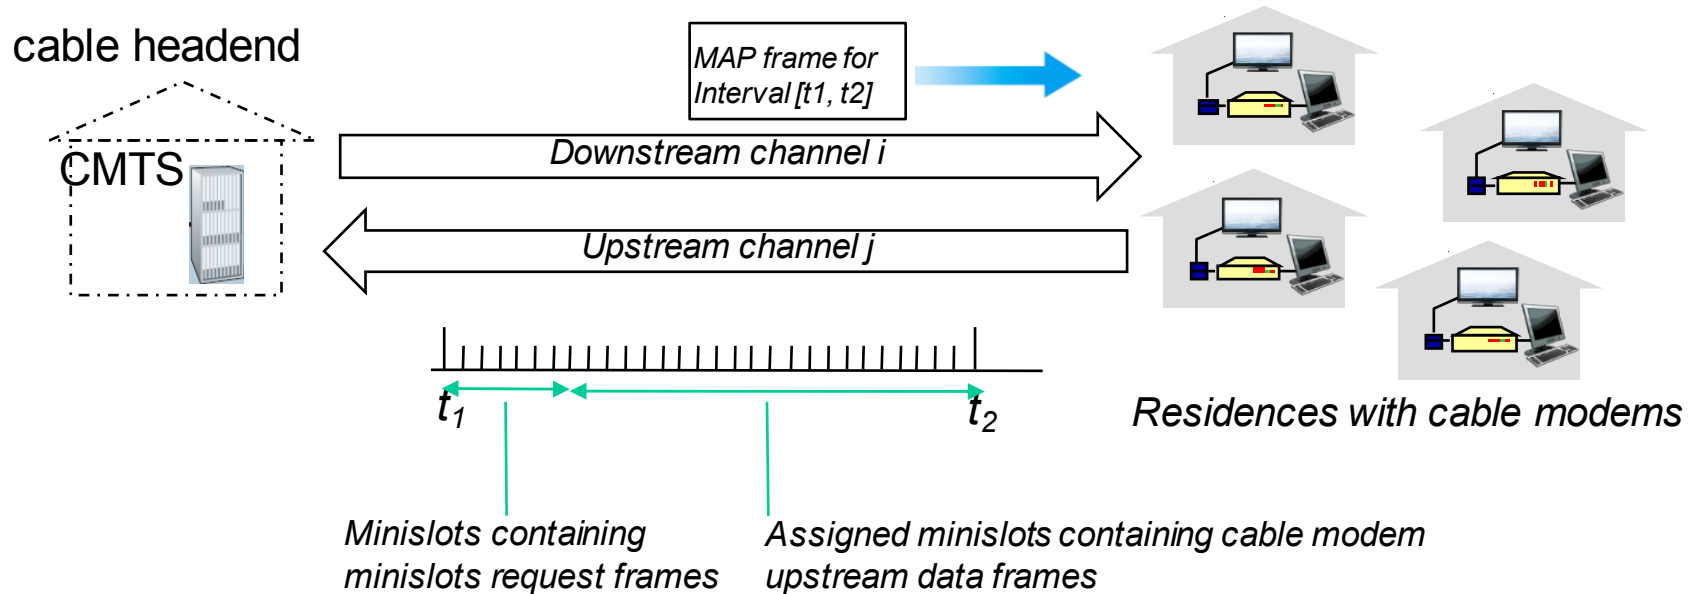 cable headend
MAP frame for
Interval [t1, t2]
CMTS
Downstream channel i
Upstream channel j
t1
t2
Residences with cable modems
Minislots containing
minislots request frames
Assigned minislots containing cable modem
upstream data frames